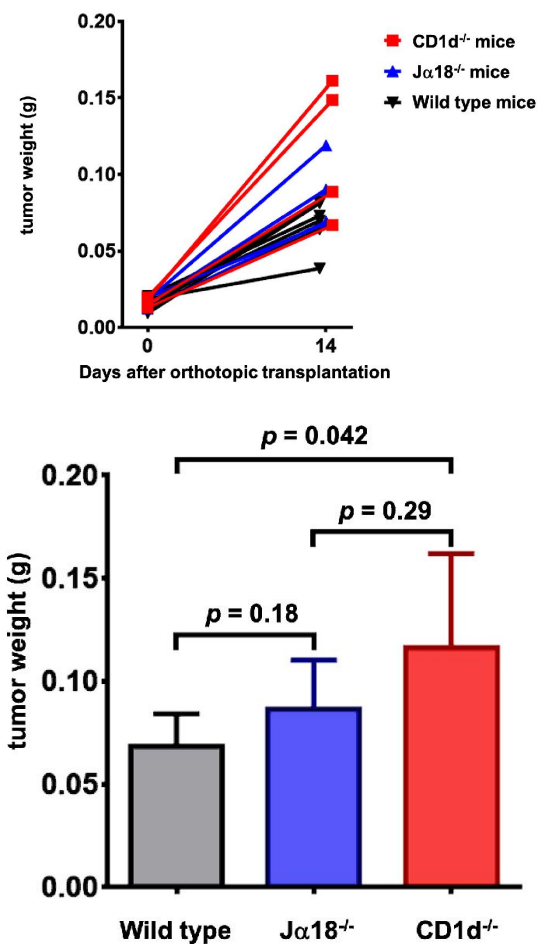 0.20
CD1d-/- mice
Jα18-/- mice
Wild type mice
0.15
0.10
0.05
0.00
tumor weight (g)
0 14
Days after orthotopic transplantation
p = 0.042
0.20
p = 0.29
0.15
p = 0.18
0.10
0.05
0.00
tumor weight (g)
Wild type Jα18-/- CD1d-/-